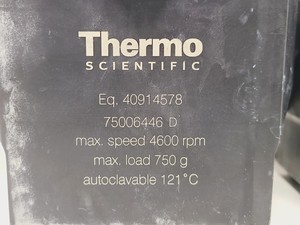 Thermo
SCIENTIFIC
Eq. 40914578
75006446 D
max. speed 4600 rpm
max. load 750 g
autoclavable 121°C